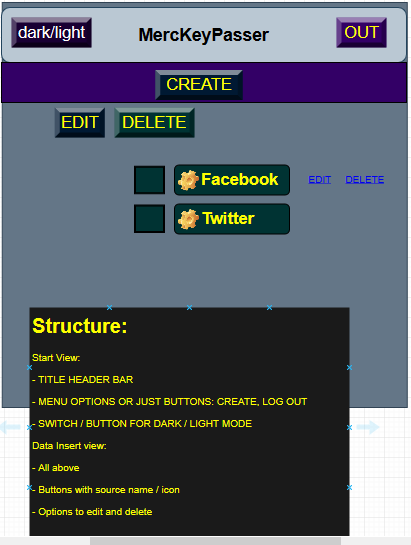 dark/light MercKeyPasser OUT
CREATE
EDIT DELETE
Facebook EDIT DELETE
Twitter
Structure:
Start View:
- TITLE HEADER BAR
- MENU OPTIONS OR JUST BUTTONS: CREATE, LOG OUT
- SWITCH / BUTTON FOR DARK / LIGHT MODE
Data Insert view:
- All above
- Buttons with source name / icon
- Options to edit and delete